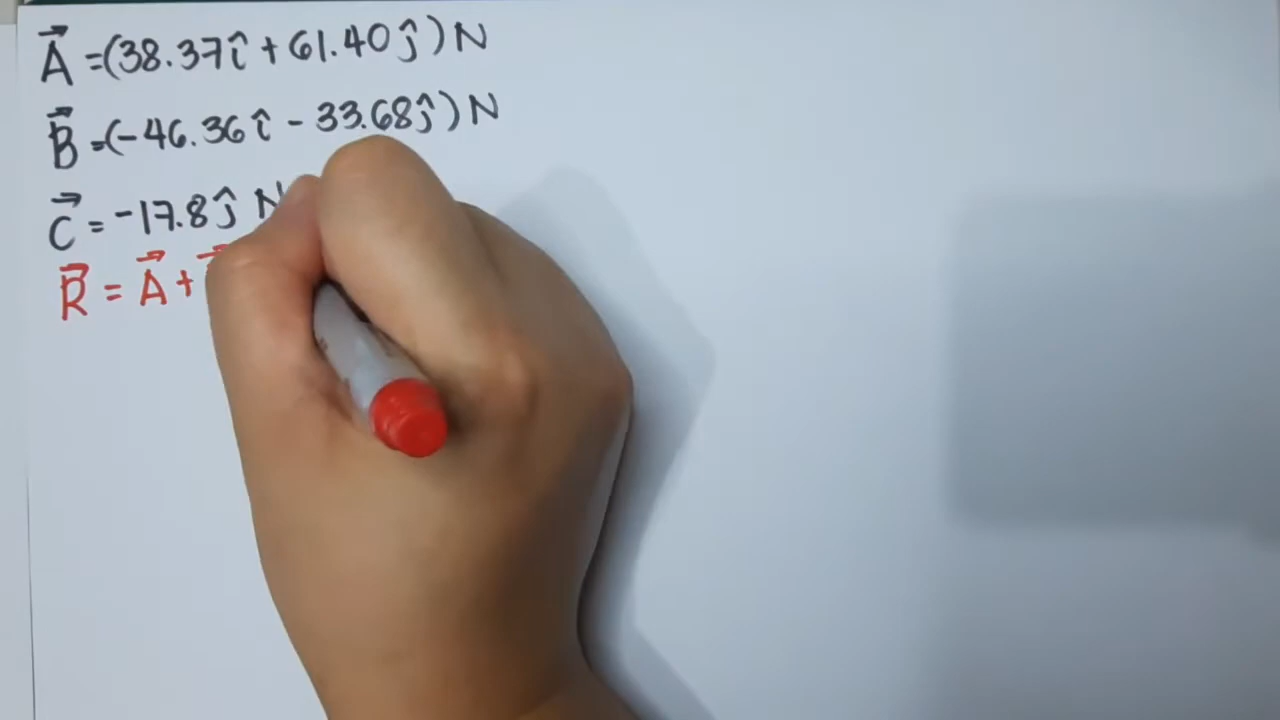 A⃗ =(38.37î + 61.40ĵ) N
B⃗ =(-46.36î - 33.68ĵ) N
C⃗ = -17.8ĵ N
R⃗ = A⃗ +